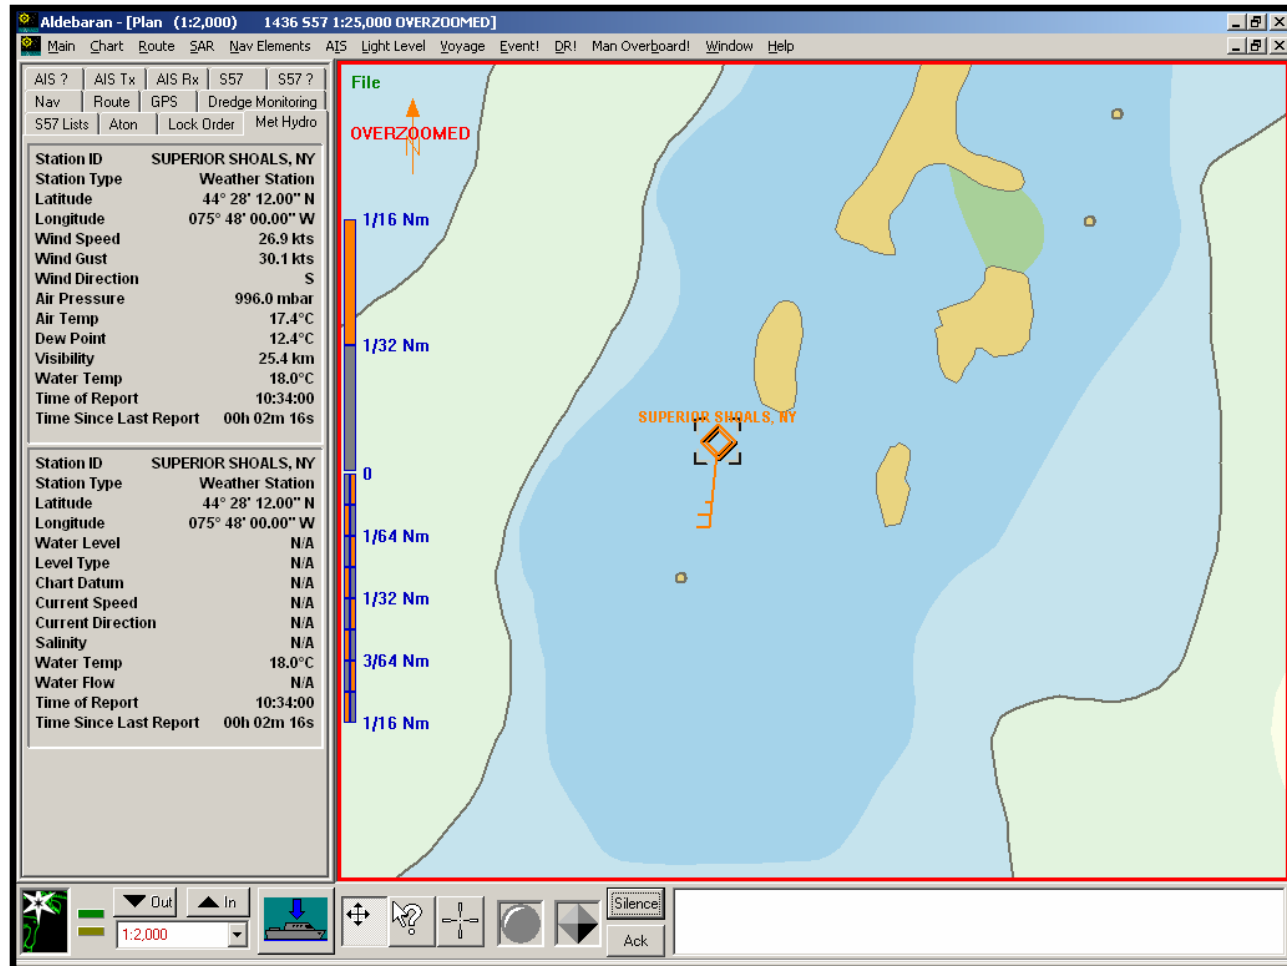 Aldebaran - [Plan (1:2,000) 1436 S57 1:25,000 OVERZOOMED]
Main Chart Route SAR Nav Elements AIS Light Level Voyage Event! DR! Man Overboard! Window Help
AIS ? AIS Tx AIS Rx S57 S57 ?
Nav Route GPS Dredge Monitoring
S57 Lists Aton Lock Order Met Hydro
Station ID SUPERIOR SHOALS, NY
Station Type Weather Station
Latitude 44° 28' 12.00" N
Longitude 075° 48' 00.00" W
Wind Speed 26.9 kts
Wind Gust 30.1 kts
Wind Direction S
Air Pressure 996.0 mbar
Air Temp 17.4°C
Dew Point 12.4°C
Visibility 25.4 km
Water Temp 18.0°C
Time of Report 10:34:00
Time Since Last Report 00h 02m 16s
Station ID SUPERIOR SHOALS, NY
Station Type Weather Station
Latitude 44° 28' 12.00" N
Longitude 075° 48' 00.00" W
Water Level N/A
Level Type N/A
Chart Datum N/A
Current Speed N/A
Current Direction N/A
Salinity N/A
Water Temp 18.0°C
Water Flow N/A
Time of Report 10:34:00
Time Since Last Report 00h 02m 16s
File
N
OVERZOOMED
1/16 Nm
1/32 Nm
0
1/64 Nm
1/32 Nm
3/64 Nm
1/16 Nm
SUPERIOR SHOALS, NY
Out In
1:2,000
?
Silence
Ack